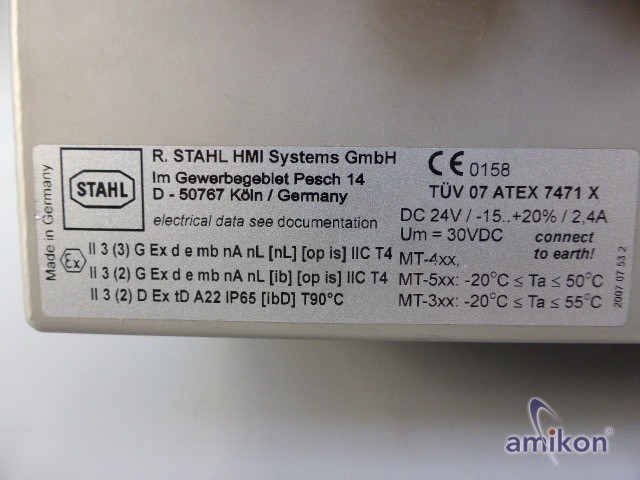 Made in Germany
STAHL
R. STAHL HMI Systems GmbH
Im Gewerbegebiet Pesch 14
D - 50767 Köln / Germany
electrical data see documentation
Ex
II 3 (3) G Ex d e mb nA nL [nL] [op is] IIC T4
II 3 (2) G Ex d e mb nA nL [ib] [op is] IIC T4
II 3 (2) D Ex tD A22 IP65 [ibD] T90°C
CE 0158
TÜV 07 ATEX 7471 X
DC 24V / -15..+20% / 2,4A
Um = 30VDC
connect
to earth!
MT-4xx,
MT-5xx: -20°C ≤ Ta ≤ 50°C
MT-3xx: -20°C ≤ Ta ≤ 55°C
2007 07 53 2
amikon